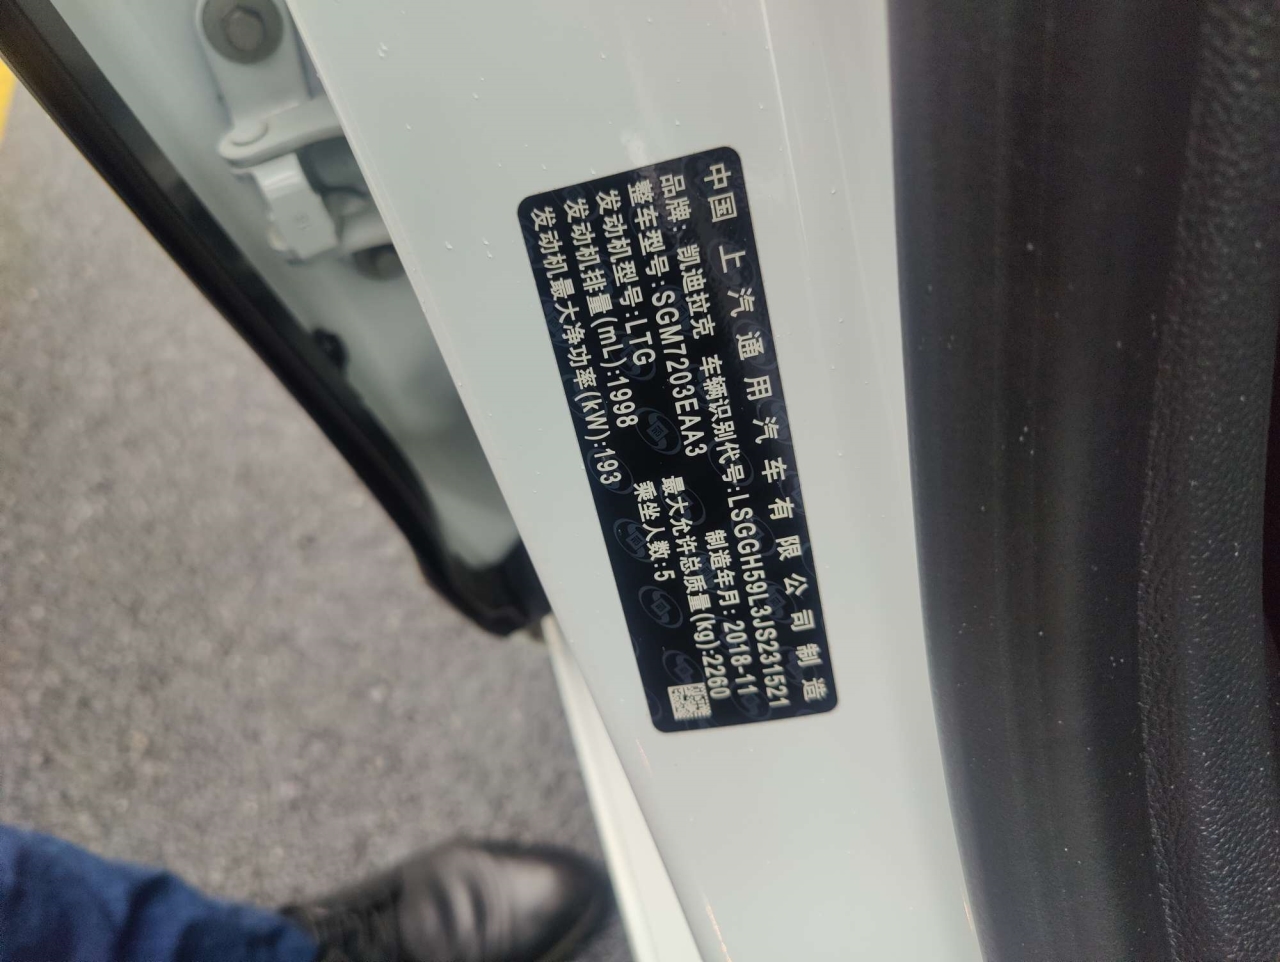 中国 上汽通用汽车有限公司制造
品牌: 凯迪拉克 车辆识别代号:LSGGH59L3JS231521
整车型号:SGM7203EAA3 制造年月:2018-11
发动机型号:LTG 最大允许总质量(kg):2260
发动机排量(mL):1998 乘坐人数:5
发动机最大净功率(kW):193